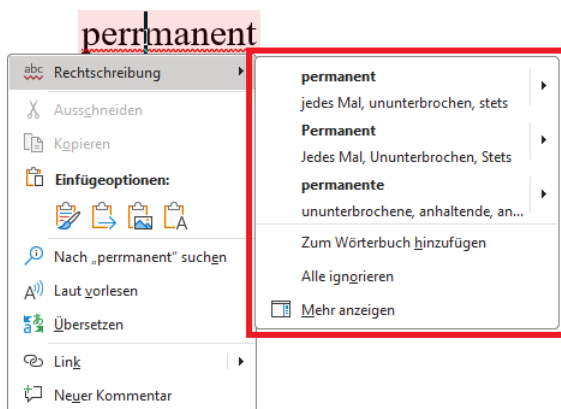 perrmanent
abc Rechtschreibung
Ausschneiden
Kopieren
Einfügeoptionen:
Nach „perrmanent" suchen
Laut vorlesen
Übersetzen
Link
Neuer Kommentar
permanent
jedes Mal, ununterbrochen, stets
Permanent
Jedes Mal, Ununterbrochen, Stets
permanente
ununterbrochene, anhaltende, an...
Zum Wörterbuch hinzufügen
Alle ignorieren
Mehr anzeigen